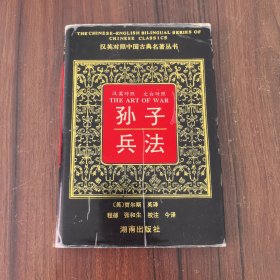 THE CHINESE-ENGLISH BILINGUAL SERIES OF
CHINESE CLASSICS
汉英对照中国古典名著丛书
汉英对照 文白对照
THE ART OF WAR
孙子
兵法
(英)贾尔斯 英译
程郁 张和生 校注 今译
湖南出版社